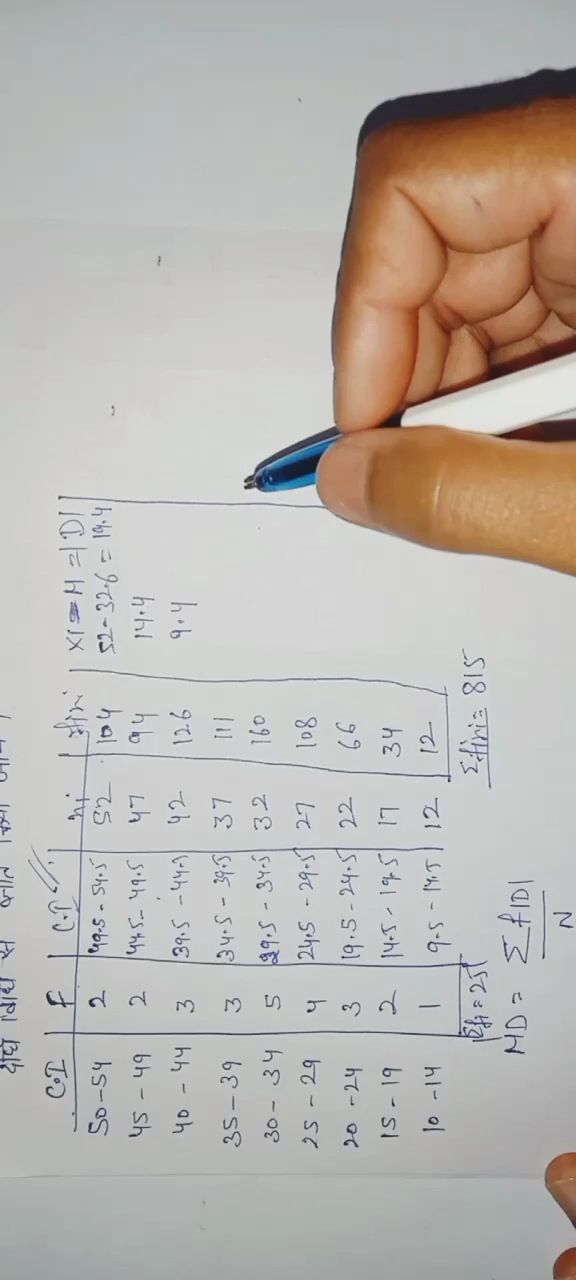 दीर्घ विधि से ज्ञात किया जाये।
C.I F C.I xi fixi xi-M=|D|
50-54 2 49.5-54.5 52 104 52-32.6=19.4
45-49 2 44.5-49.5 47 94 14.4
40-44 3 39.5-44.5 42 126 9.4
35-39 3 34.5-39.5 37 111
30-34 5 29.5-34.5 32 160
25-29 4 24.5-29.5 27 108
20-24 3 19.5-24.5 22 66
15-19 2 14.5-19.5 17 34
10-14 1 9.5-14.5 12 12
Σfi=25 Σfixi=815
MD= Σf|D|
N